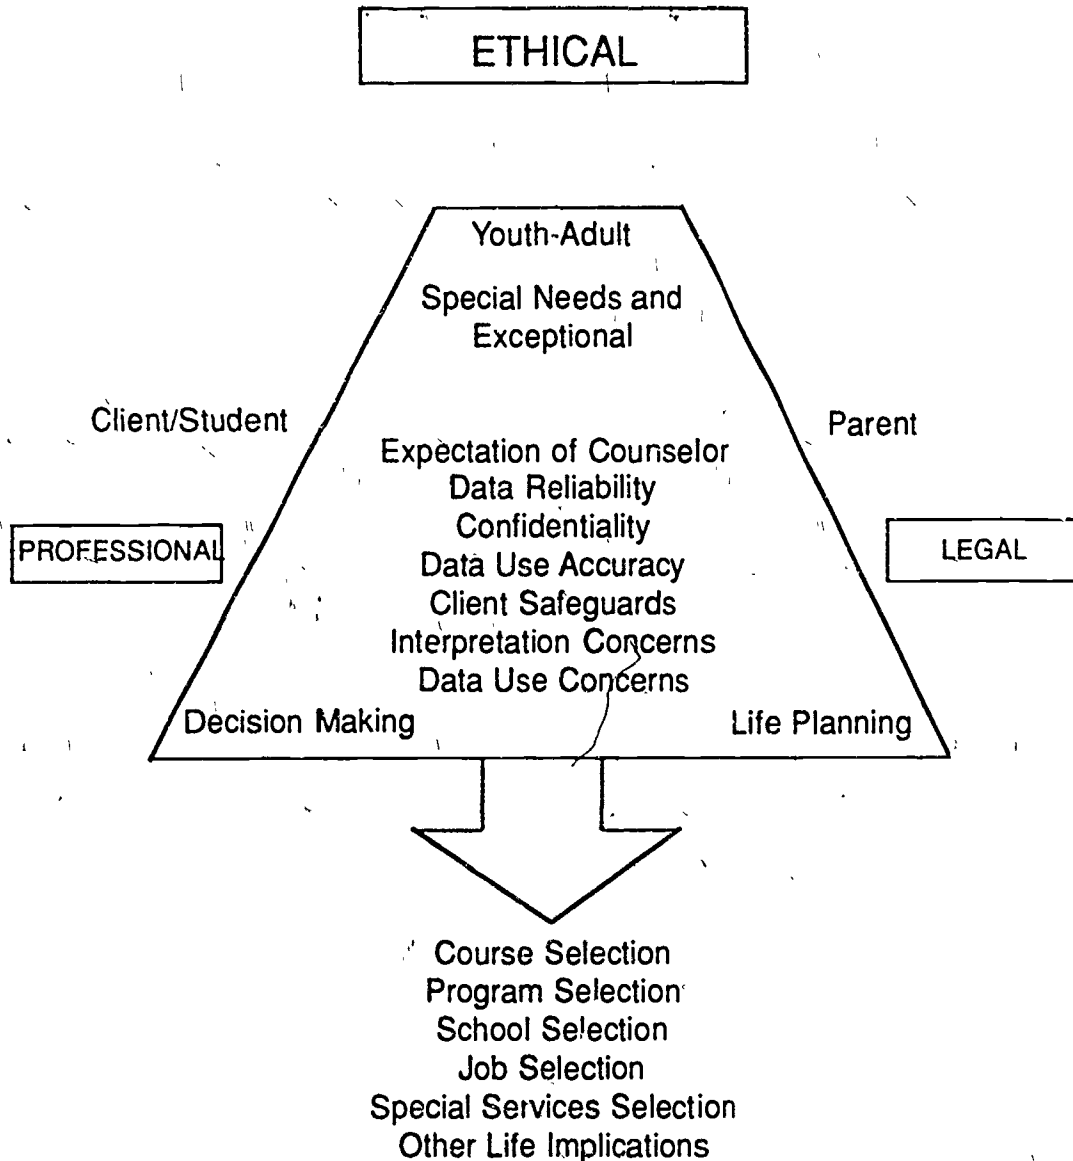 ETHICAL
Youth-Adult
Special Needs and
Exceptional
Client/Student
Parent
Expectation of Counselor
Data Reliability
Confidentiality
PROFESSIONAL
LEGAL
Data Use Accuracy
Client Safeguards
Interpretation Concerns
Data Use Concerns
Decision Making
Life Planning
Course Selection
Program Selection
School Selection
Job Selection
Special Services Selection
Other Life Implications